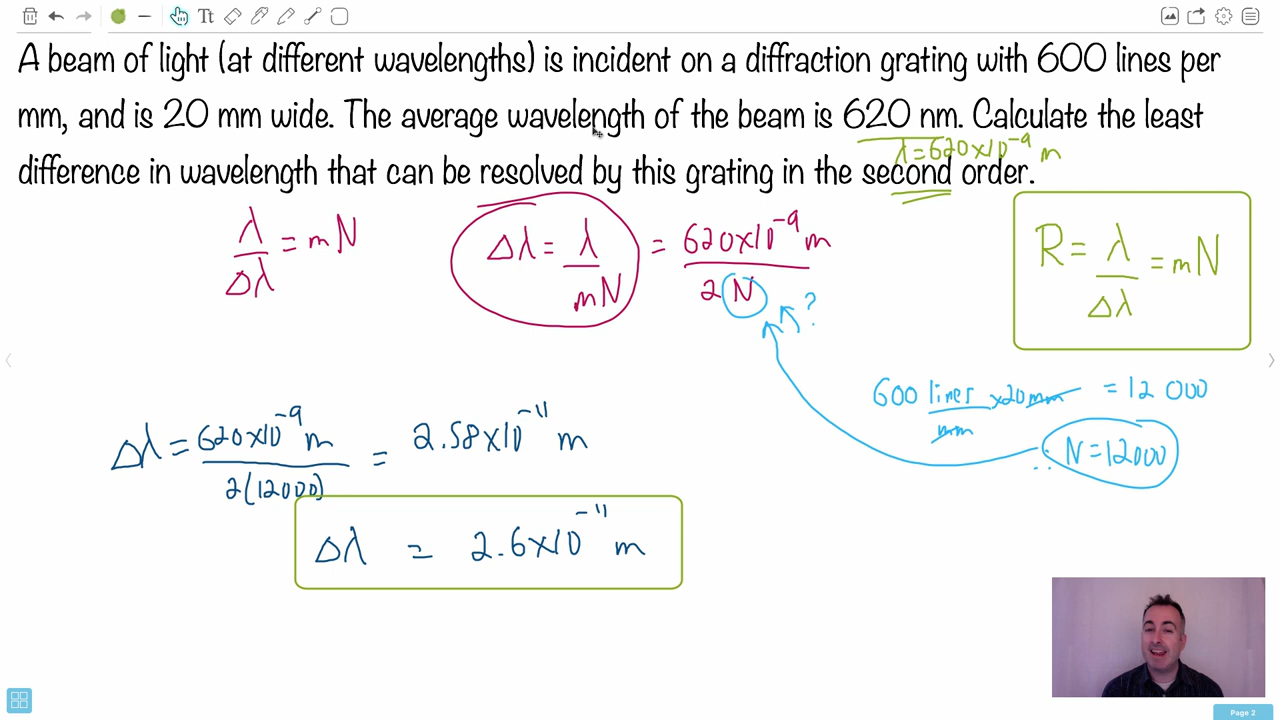 Tt
A beam of light (at different wavelengths) is incident on a diffraction grating with 600 lines per
mm, and is 20 mm wide. The average wavelength of the beam is 620 nm. Calculate the least
λ=620×10⁻⁹ m
difference in wavelength that can be resolved by this grating in the second order.
λ/Δλ = mN
Δλ = λ/mN = 620×10⁻⁹ m/2N
?
R = λ/Δλ = mN
600 lines/mm ×20mm = 12 000
∴ N=12000
Δλ = 620×10⁻⁹ m/2(12000) = 2.58×10⁻¹¹ m
Δλ = 2.6×10⁻¹¹ m
Page 2